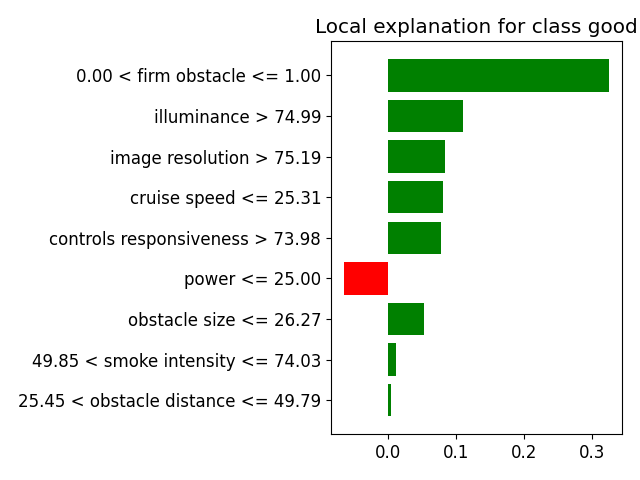 Local explanation for class good
0.00 < firm obstacle <= 1.00
illuminance > 74.99
image resolution > 75.19
cruise speed <= 25.31
controls responsiveness > 73.98
power <= 25.00
obstacle size <= 26.27
49.85 < smoke intensity <= 74.03
25.45 < obstacle distance <= 49.79
0.0 0.1 0.2 0.3